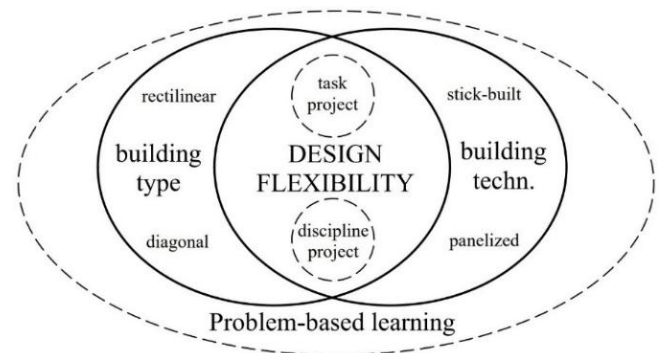 task
project
rectilinear
stick-built
building
type
DESIGN
FLEXIBILITY
building
techn.
diagonal
discipline
project
panelized
Problem-based learning